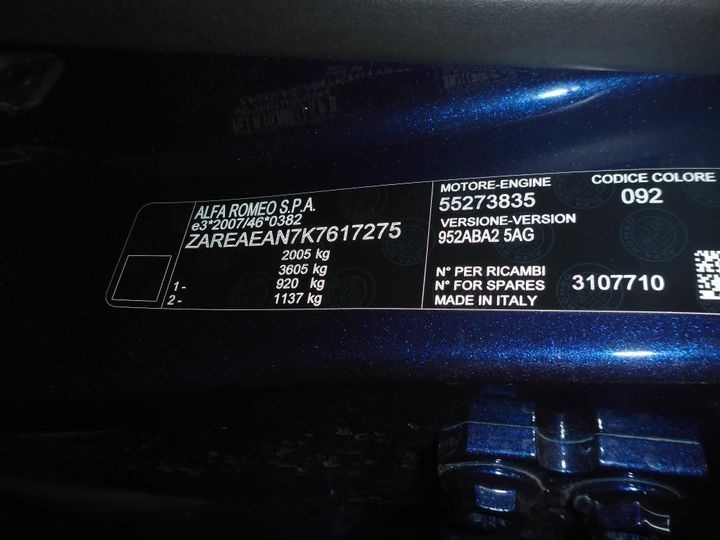 ALFA ROMEO S.P.A.
e3*2007/46*0382
ZAREAEAN7K7617275
2005 kg
3605 kg
1- 920 kg
2- 1137 kg
MOTORE-ENGINE
55273835
VERSIONE-VERSION
952ABA2 5AG
CODICE COLORE
092
N° PER RICAMBI
N° FOR SPARES 3107710
MADE IN ITALY